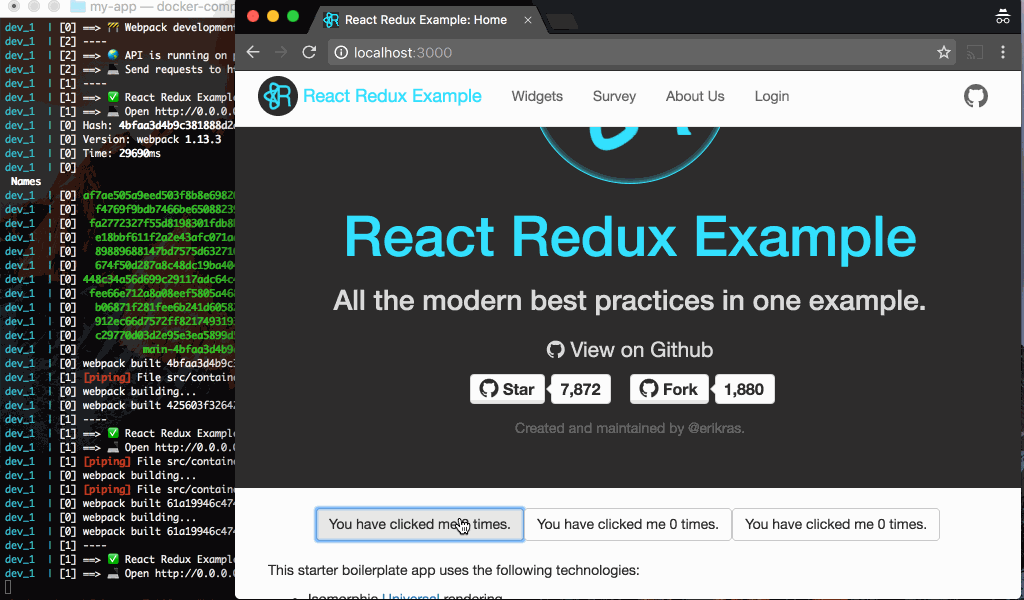 my-app — docker-comp
dev_1 | [0] ==> 🚧 Webpack development
dev_1 | [2] ----
dev_1 | [2] ==> 🌎 API is running on p
dev_1 | [2] ==> 💻 Send requests to h
dev_1 | [1] ----
dev_1 | [1] ==> ✅ React Redux Exampl
dev_1 | [1] ==> 💻 Open http://0.0.0.0
dev_1 | [0] Hash: 4bfaa3d4b9c381888d2
dev_1 | [0] Version: webpack 1.13.3
dev_1 | [0] Time: 29690ms
dev_1 | [0]
Names
dev_1 | [0] af7ae505a9eed503f8b8e6982
dev_1 | [0] f4769f9bdb7466be6508823
dev_1 | [0] fa2772327f55d8198301fdb8
dev_1 | [0] e18bbf611f2a2e43afc071a
dev_1 | [0] 89889688147bd7575d63271
dev_1 | [0] 674f50d287a8c48dc19ba40
dev_1 | [0] 448c34a56d699c29117adc64c
dev_1 | [0] fee66e712a8a08eef5805a46
dev_1 | [0] b06871f281fee6b241d6058
dev_1 | [0] 912ec66d7572ff821749319
dev_1 | [0] c29770d03d2e95e3ea5899d
dev_1 | [0] main-4bfaa3d4b9
dev_1 | [0] webpack built 4bfaa3d4b9c
dev_1 | [1] [piping] File src/contain
dev_1 | [0] webpack building...
dev_1 | [0] webpack built 425603f3264
dev_1 | [1] ----
dev_1 | [1] ==> ✅ React Redux Exampl
dev_1 | [1] ==> 💻 Open http://0.0.0.0
dev_1 | [1] [piping] File src/contain
dev_1 | [0] webpack building...
dev_1 | [1] [piping] File src/contain
dev_1 | [0] webpack built 61a19946c47
dev_1 | [0] webpack building...
dev_1 | [0] webpack built 61a19946c47
dev_1 | [1] ----
dev_1 | [1] ==> ✅ React Redux Exampl
dev_1 | [1] ==> 💻 Open http://0.0.0.0
React Redux Example: Home
localhost:3000
React Redux Example Widgets Survey About Us Login
React Redux Example
All the modern best practices in one example.
View on Github
Star 7,872 Fork 1,880
Created and maintained by @erikras.
You have clicked me times. You have clicked me 0 times. You have clicked me 0 times.
This starter boilerplate app uses the following technologies:
Isomorphic Universal rendering